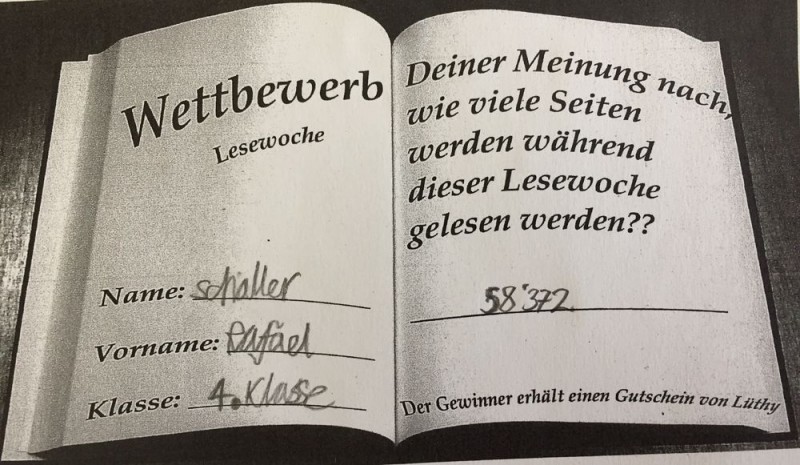 Wettbewerb
Lesewoche
Name: Schaller
Vorname: Rafael
Klasse: 4. Klasse
Deiner Meinung nach,
wie viele Seiten
werden während
dieser Lesewoche
gelesen werden??
58'372
Der Gewinner erhält einen Gutschein von Lüthy